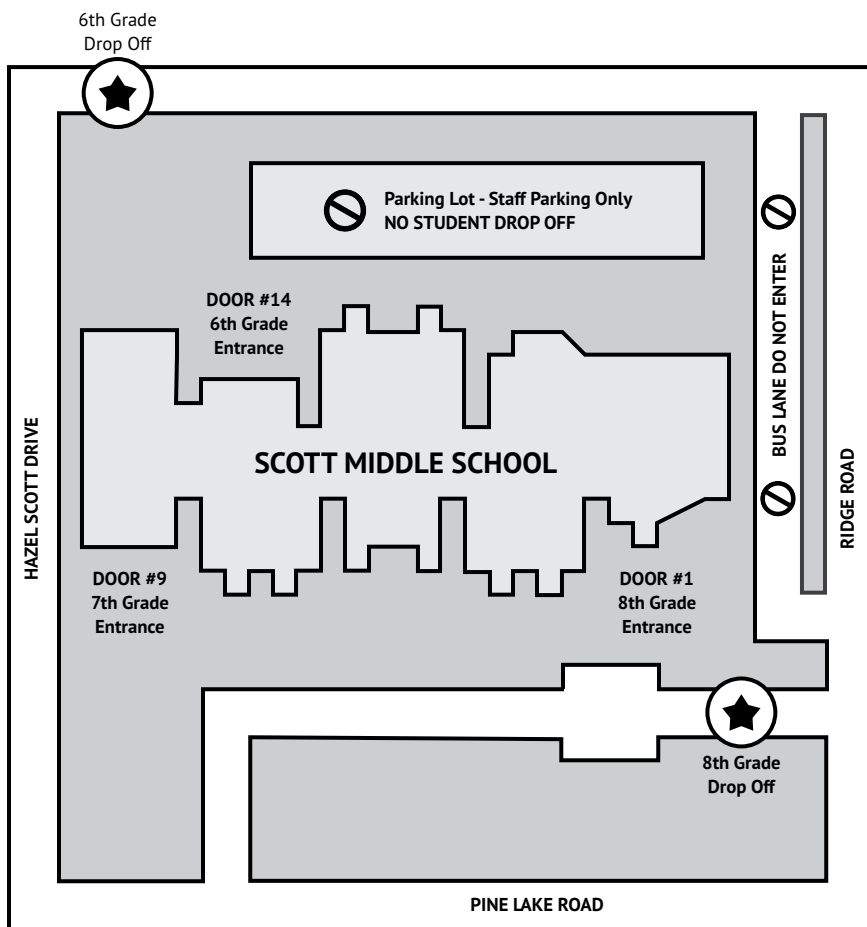 6th Grade
Drop Off
Parking Lot - Staff Parking Only
NO STUDENT DROP OFF
DOOR #14
6th Grade
Entrance
BUS LANE DO NOT ENTER
SCOTT MIDDLE SCHOOL
HAZEL SCOTT DRIVE
RIDGE ROAD
DOOR #9
7th Grade
Entrance
DOOR #1
8th Grade
Entrance
8th Grade
Drop Off
PINE LAKE ROAD